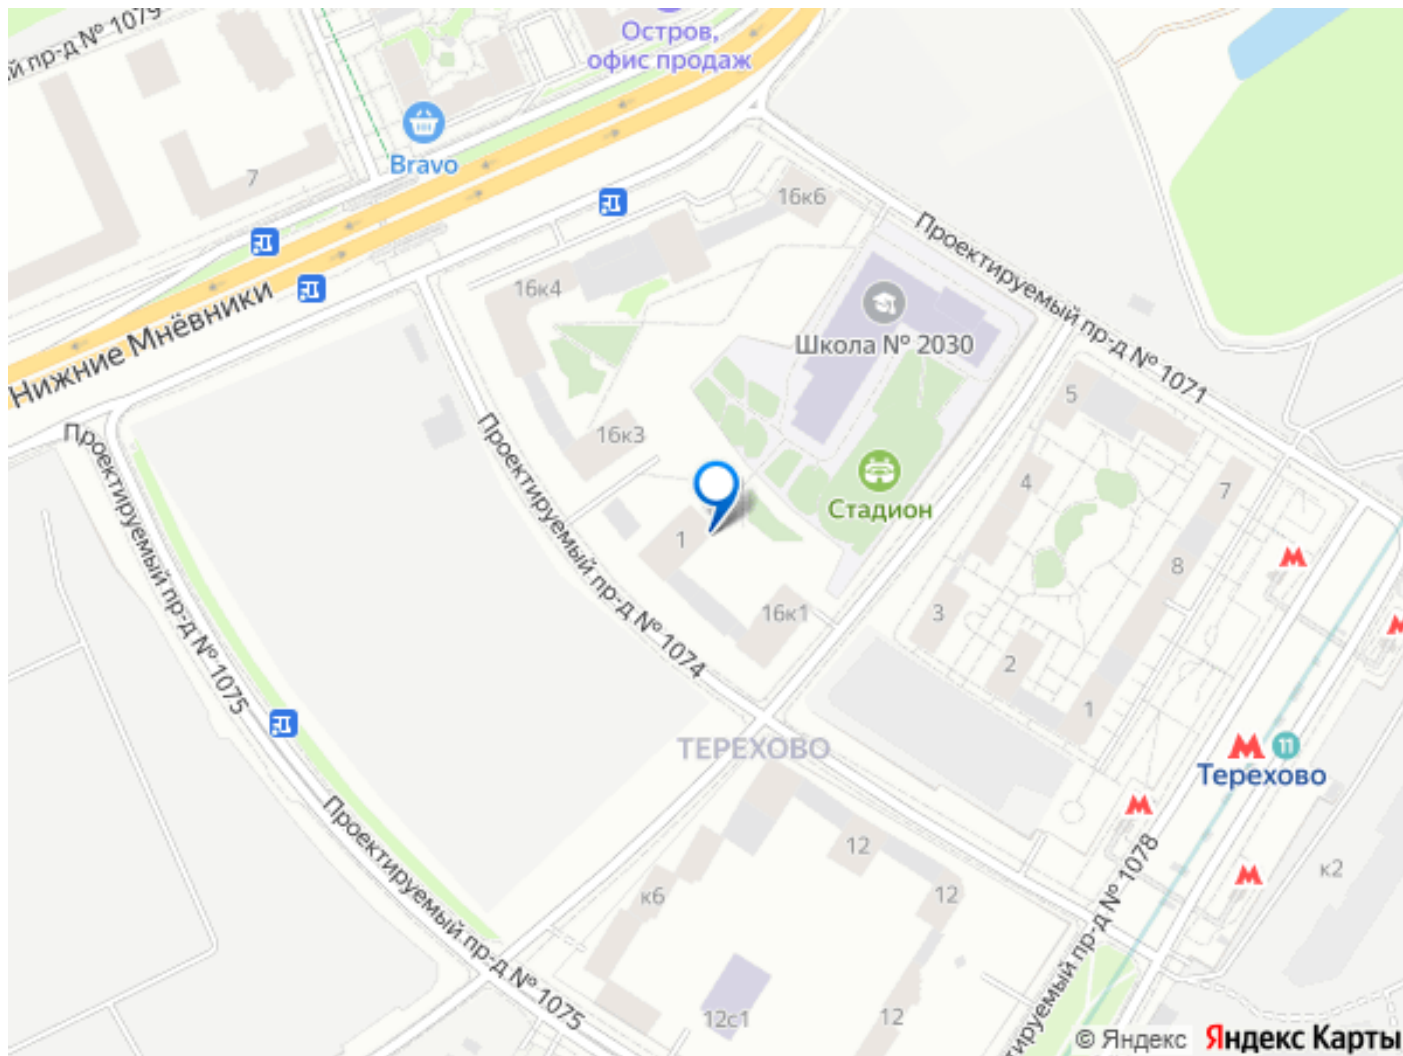 й пр-д № 1079
Остров,
офис продаж
Bravo
7
16к6
Проектируемый пр-д № 1071
Нижние Мнёвники
16к4
Школа № 2030
5
16к3
4
7
Стадион
Проектируемый пр-д № 1075
Проектируемый пр-д № 1074
1
8
3
16к1
2
1
ТЕРЕХОВО
11
Терехово
Проектируемый пр-д № 1075
12
к6
12
к2
12с1
12
ируемый пр-д № 1078
© Яндекс Яндекс Карты